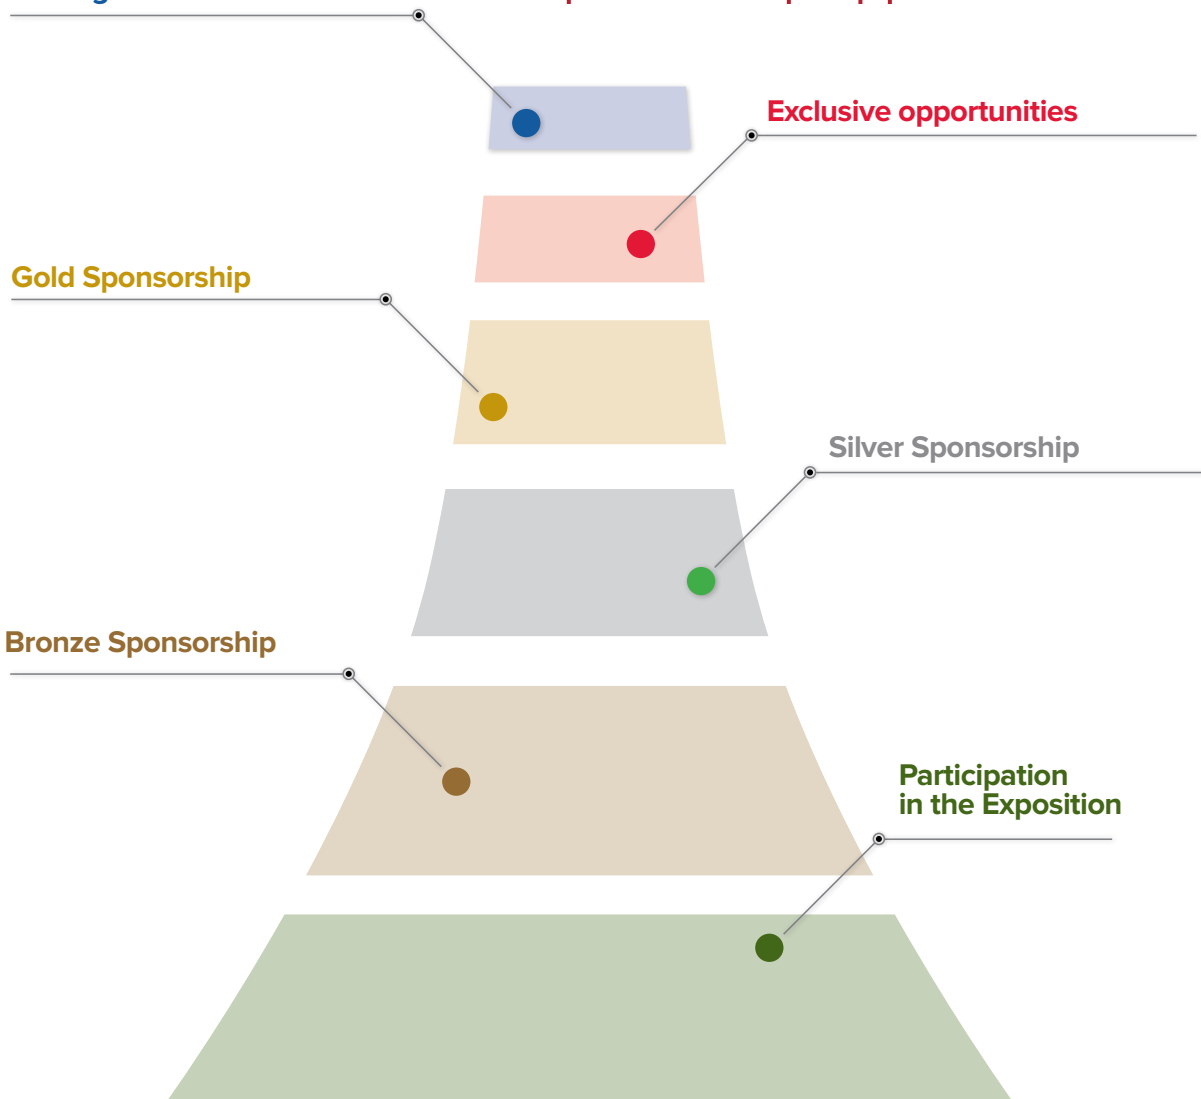 Exclusive opportunities
Gold Sponsorship
Silver Sponsorship
Bronze Sponsorship
Participation
in the Exposition